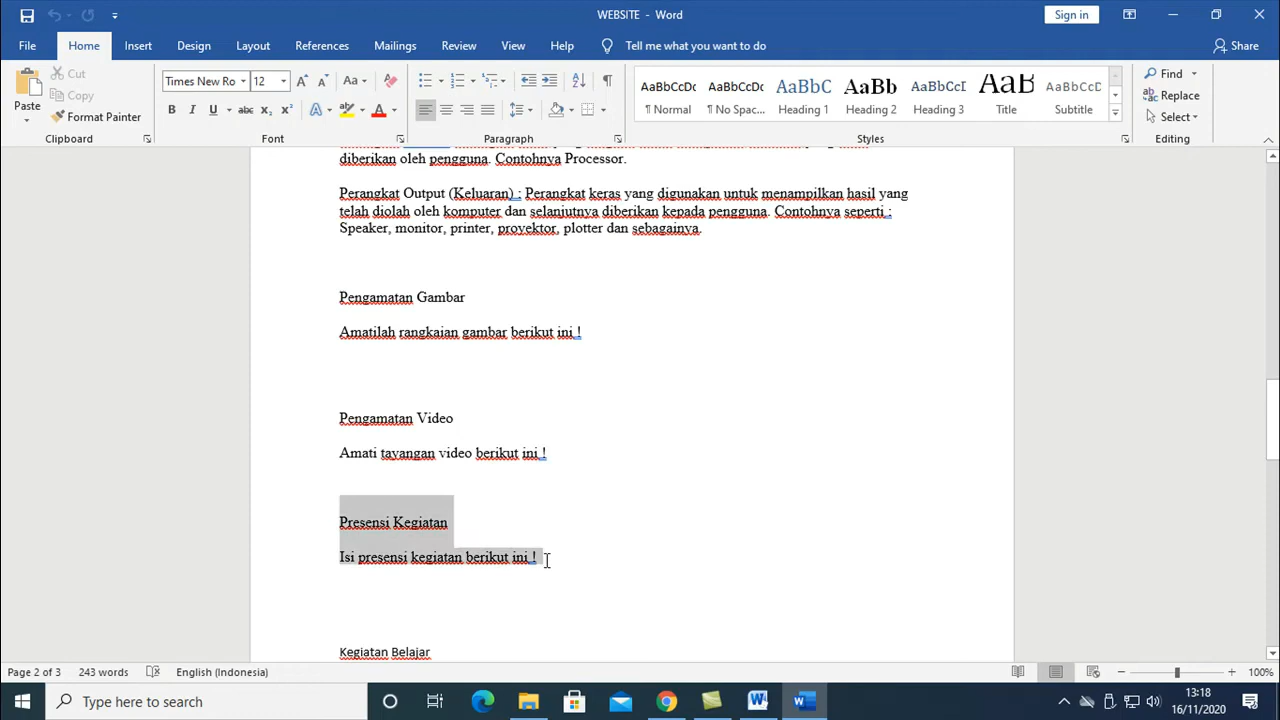 WEBSITE - Word
Sign in
File Home Insert Design Layout References Mailings Review View Help Tell me what you want to do Share
Paste
Cut
Copy
Format Painter
Clipboard
Times New Ro 12
Font
Paragraph
AaBbCcDc AaBbCcDc AaBbC AaBb AaBbCcD AaBb AaBbCcD
¶ Normal ¶ No Spac... Heading 1 Heading 2 Heading 3 Title Subtitle
Styles
Find
Replace
Select
Editing
diberikan oleh pengguna. Contohnya Processor.
Perangkat Output (Keluaran) : Perangkat keras yang digunakan untuk menampilkan hasil yang
telah diolah oleh komputer dan selanjutnya diberikan kepada pengguna. Contohnya seperti :
Speaker, monitor, printer, proyektor, plotter dan sebagainya.
Pengamatan Gambar
Amatilah rangkaian gambar berikut ini !
Pengamatan Video
Amati tayangan video berikut ini !
Presensi Kegiatan
Isi presensi kegiatan berikut ini !
Kegiatan Belajar
Page 2 of 3 243 words English (Indonesia) 100%
Type here to search
13:18
16/11/2020